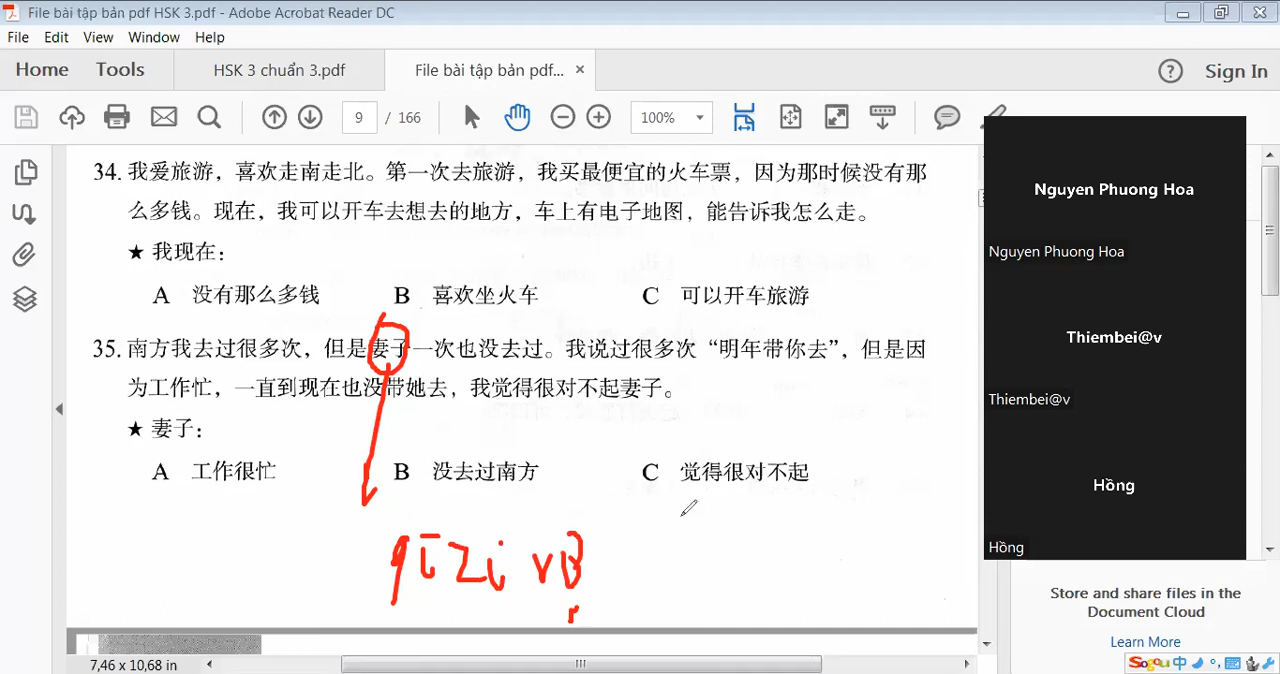 File bài tập bản pdf HSK 3.pdf - Adobe Acrobat Reader DC
File Edit View Window Help
Home Tools HSK 3 chuẩn 3.pdf File bài tập bản pdf... × ? Sign In
9 / 166 100%
34. 我爱旅游，喜欢走南走北。第一次去旅游，我买最便宜的火车票，因为那时候没有那
么多钱。现在，我可以开车去想去的地方，车上有电子地图，能告诉我怎么走。
★ 我现在：
A 没有那么多钱 B 喜欢坐火车 C 可以开车旅游
35. 南方我去过很多次，但是妻子一次也没去过。我说过很多次“明年带你去”，但是因
为工作忙，一直到现在也没带她去，我觉得很对不起妻子。
★ 妻子：
A 工作很忙 B 没去过南方 C 觉得很对不起
qī zi
Nguyen Phuong Hoa
Nguyen Phuong Hoa
Thiembei@v
Thiembei@v
Hồng
Hồng
Store and share files in the
Document Cloud
Learn More
7,46 x 10,68 in
Sogou 中